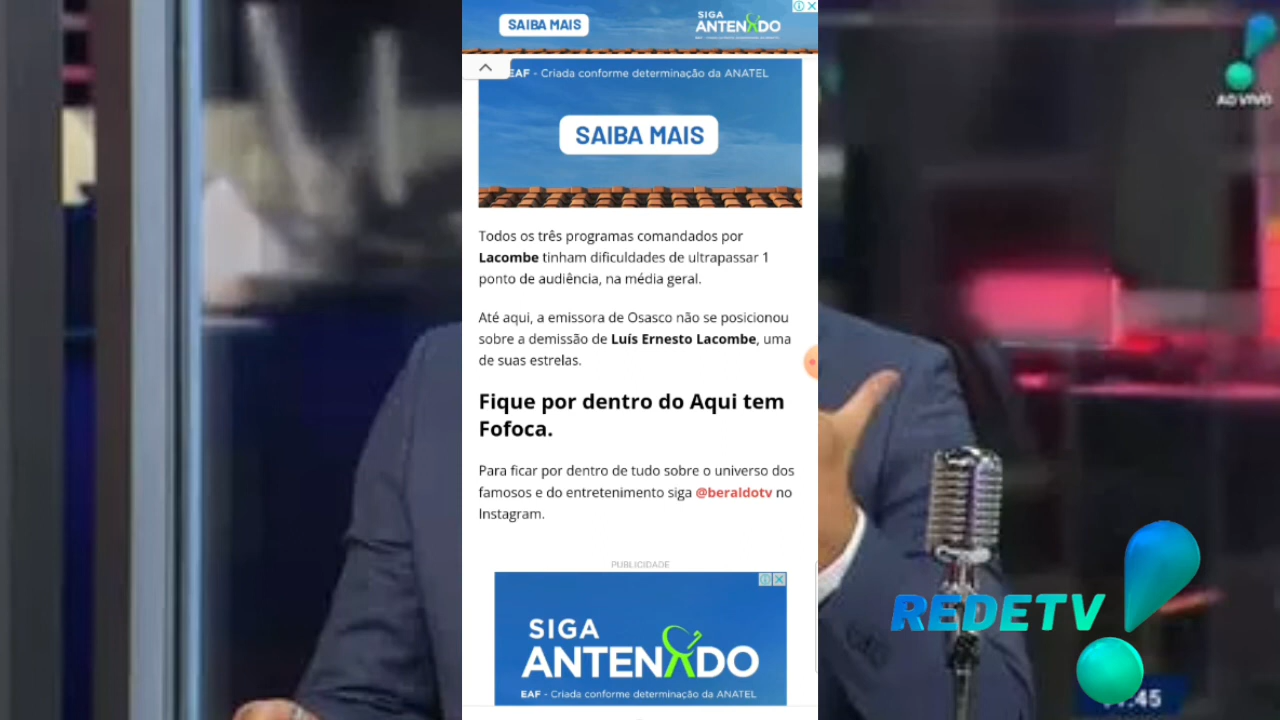 SAIBA MAIS
SIGA
ANTENADO
EAF - Criada conforme determinação da ANATEL
SAIBA MAIS
Todos os três programas comandados por
Lacombe tinham dificuldades de ultrapassar 1
ponto de audiência, na média geral.
Até aqui, a emissora de Osasco não se posicionou
sobre a demissão de Luís Ernesto Lacombe, uma
de suas estrelas.
Fique por dentro do Aqui tem
Fofoca.
Para ficar por dentro de tudo sobre o universo dos
famosos e do entretenimento siga @beraldotv no
Instagram.
PUBLICIDADE
SIGA
ANTENADO
EAF - Criada conforme determinação da ANATEL
AO VIVO
REDETV
:45